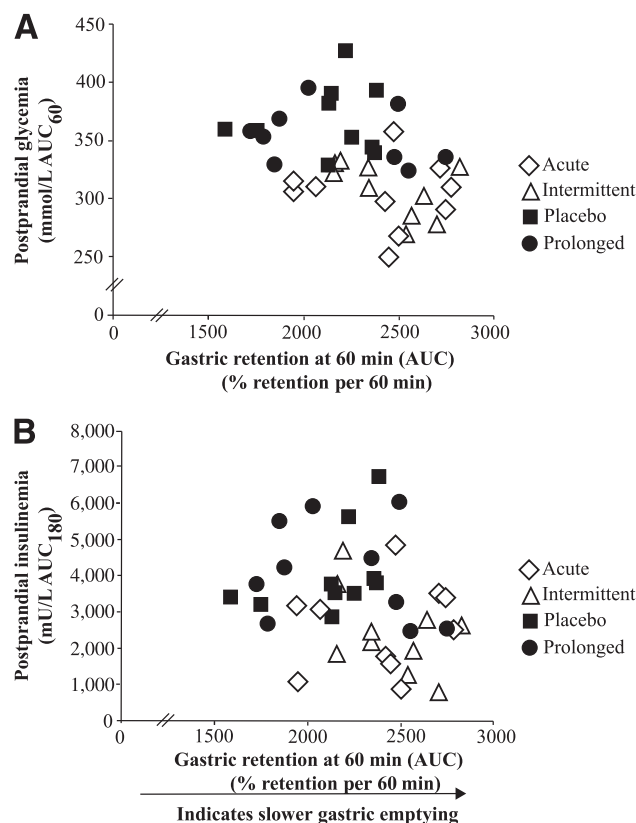 A
450
400
350
300
250
0
Postprandial glycemia
(mmol/L AUC60)
0 1500 2000 2500 3000
Gastric retention at 60 min (AUC)
(% retention per 60 min)
Acute
Intermittent
Placebo
Prolonged
B
8,000
7,000
6,000
5,000
4,000
3,000
2,000
1,000
0
Postprandial insulinemia
(mU/L AUC180)
0 1500 2000 2500 3000
Gastric retention at 60 min (AUC)
(% retention per 60 min)
Indicates slower gastric emptying
Acute
Intermittent
Placebo
Prolonged